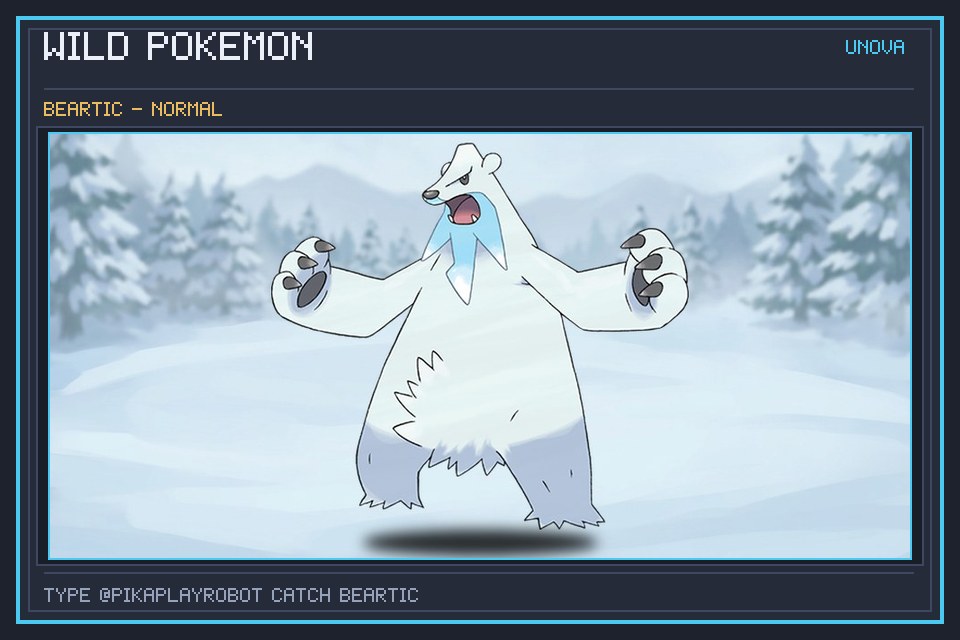 WILD POKEMON
UNOVA
BEARTIC - NORMAL
TYPE @PIKAPLAYROBOT CATCH BEARTIC